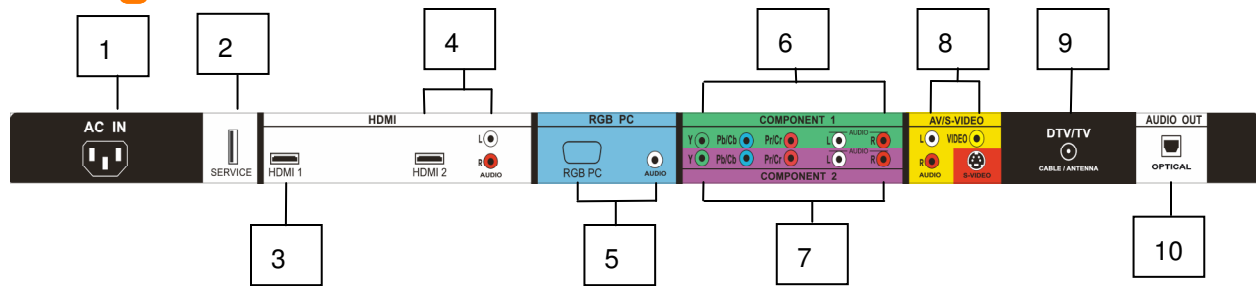 1
2
4
6
8
9
AC IN
SERVICE
HDMI
HDMI 1
HDMI 2
L
R
AUDIO
RGB PC
RGB PC
AUDIO
COMPONENT 1
Y Pb/Cb Pr/Cr L AUDIO R
Y Pb/Cb Pr/Cr L AUDIO R
COMPONENT 2
AV/S-VIDEO
L VIDEO
R
AUDIO S-VIDEO
DTV/TV
CABLE / ANTENNA
AUDIO OUT
OPTICAL
3
5
7
10